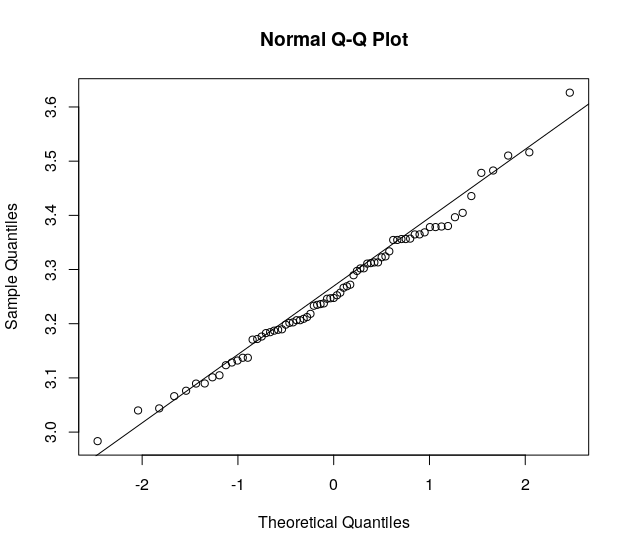 Normal Q-Q Plot
Sample Quantiles
3.6
3.5
3.4
3.3
3.2
3.1
3.0
-2 -1 0 1 2
Theoretical Quantiles